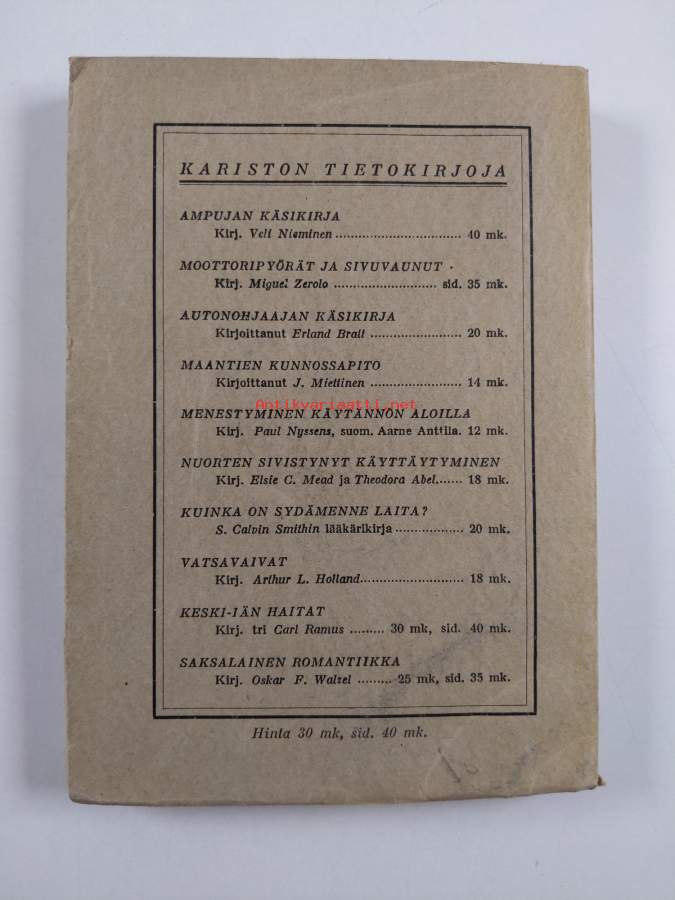 KARISTON TIETOKIRJOJA
AMPUJAN KÄSIKIRJA
Kirj. Veli Nieminen ................................ 40 mk.
MOOTTORIPYÖRÄT JA SIVUVAUNUT
Kirj. Miguel Zerolo .......................... sid. 35 mk.
AUTONOHJAAJAN KÄSIKIRJA
Kirjoittanut Erland Bratt ....................... 20 mk.
MAANTIEN KUNNOSSAPITO
Kirjoittanut J. Miettinen ....................... 14 mk.
Antikvariaatti.net
MENESTYMINEN KÄYTÄNNÖN ALOILLA
Kirj. Paul Nyssens, suom. Aarne Anttila. 12 mk.
NUORTEN SIVISTYNYT KÄYTTÄYTYMINEN
Kirj. Elsie C. Mead ja Theodora Abel...... 18 mk.
KUINKA ON SYDÄMENNE LAITA?
S. Calvin Smithin lääkärikirja ................. 20 mk.
VATSAVAIVAT
Kirj. Arthur L. Holland.......................... 18 mk.
KESKI-IÄN HAITAT
Kirj. tri Carl Ramus ......... 30 mk, sid. 40 mk.
SAKSALAINEN ROMANTIIKKA
Kirj. Oskar F. Walzel ......... 25 mk, sid. 35 mk.
Hinta 30 mk, sid. 40 mk.